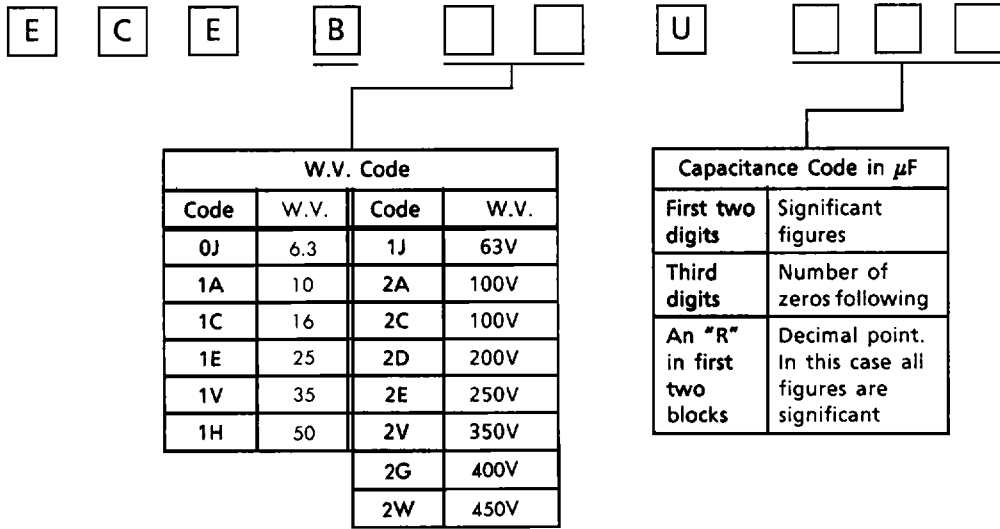 E C E B U
W.V. Code
Code W.V. Code W.V.
0J 6.3 1J 63V
1A 10 2A 100V
1C 16 2C 100V
1E 25 2D 200V
1V 35 2E 250V
1H 50 2V 350V
2G 400V
2W 450V
Capacitance Code in μF
First two Significant
digits figures
Third Number of
digits zeros following
An "R" Decimal point.
in first In this case all
two figures are
blocks significant